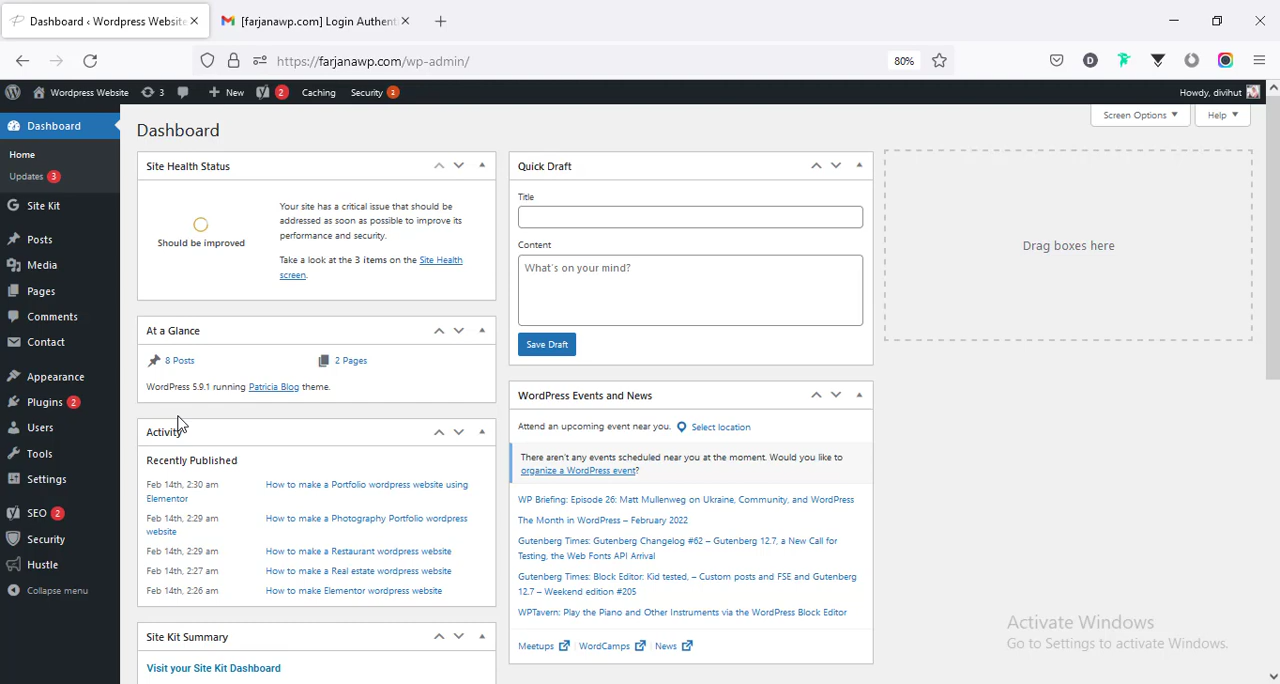 Dashboard ‹ Wordpress Website
[farjanawp.com] Login Authent
https://farjanawp.com/wp-admin/
80%
Wordpress Website
3
New
2
Caching
Security 2
Howdy, divihut
Dashboard
Home
Updates 3
Site Kit
Posts
Media
Pages
Comments
Contact
Appearance
Plugins 2
Users
Tools
Settings
SEO 2
Security
Hustle
Collapse menu
Dashboard
Screen Options
Help
Site Health Status
Should be improved
Your site has a critical issue that should be
addressed as soon as possible to improve its
performance and security.
Take a look at the 3 items on the Site Health
screen.
At a Glance
8 Posts
2 Pages
WordPress 5.9.1 running Patricia Blog theme.
Activity
Recently Published
Feb 14th, 2:30 am How to make a Portfolio wordpress website using
Elementor
Feb 14th, 2:29 am How to make a Photography Portfolio wordpress
website
Feb 14th, 2:29 am How to make a Restaurant wordpress website
Feb 14th, 2:27 am How to make a Real estate wordpress website
Feb 14th, 2:26 am How to make Elementor wordpress website
Site Kit Summary
Visit your Site Kit Dashboard
Quick Draft
Title
Content
What's on your mind?
Save Draft
WordPress Events and News
Attend an upcoming event near you. Select location
There aren't any events scheduled near you at the moment. Would you like to
organize a WordPress event?
WP Briefing: Episode 26: Matt Mullenweg on Ukraine, Community, and WordPress
The Month in WordPress – February 2022
Gutenberg Times: Gutenberg Changelog #62 – Gutenberg 12.7, a New Call for
Testing, the Web Fonts API Arrival
Gutenberg Times: Block Editor: Kid tested, – Custom posts and FSE and Gutenberg
12.7 – Weekend edition #205
WPTavern: Play the Piano and Other Instruments via the WordPress Block Editor
Meetups
WordCamps
News
Drag boxes here
Activate Windows
Go to Settings to activate Windows.